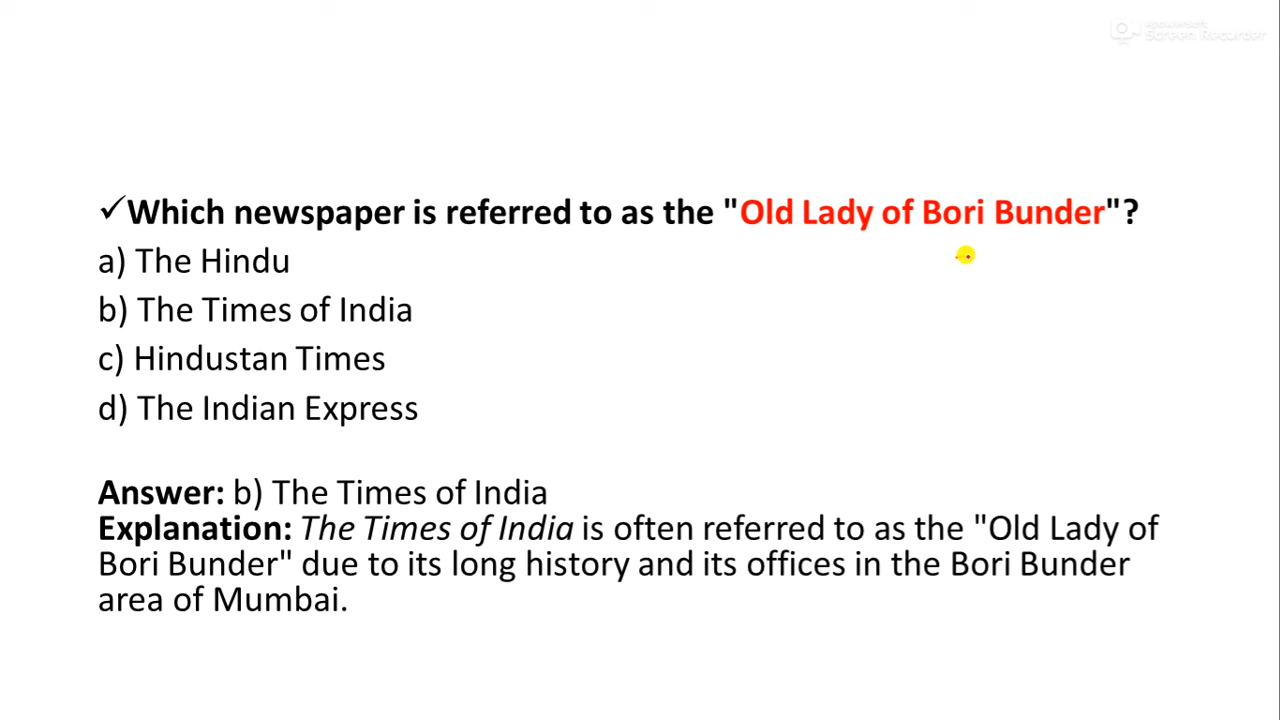 Apowersoft
Screen Recorder
✓Which newspaper is referred to as the "Old Lady of Bori Bunder"?
a) The Hindu
b) The Times of India
c) Hindustan Times
d) The Indian Express
Answer: b) The Times of India
Explanation: The Times of India is often referred to as the "Old Lady of
Bori Bunder" due to its long history and its offices in the Bori Bunder
area of Mumbai.